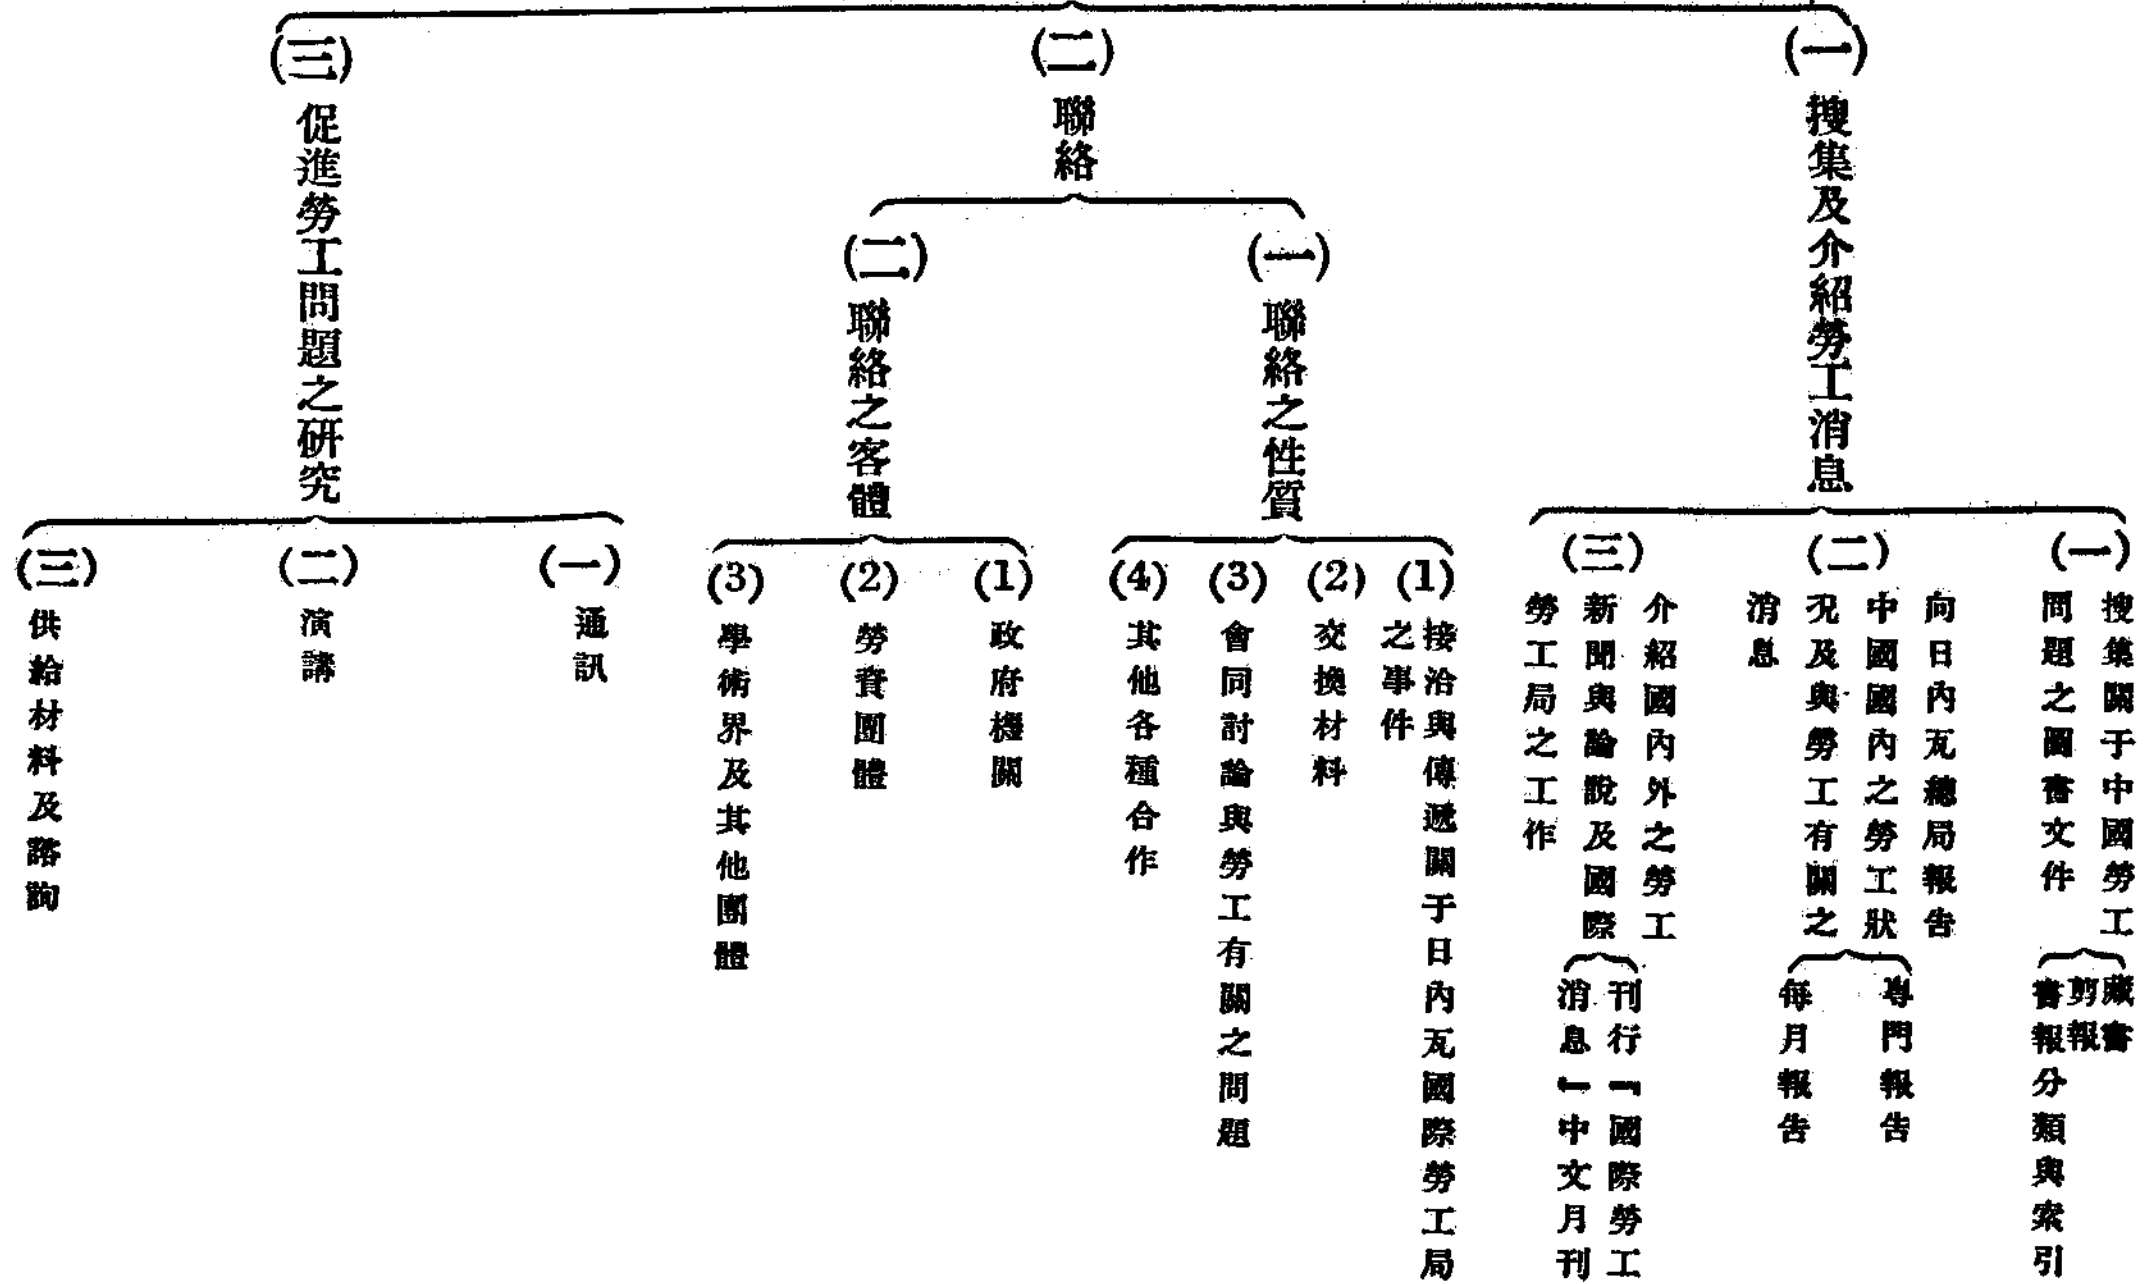 (一)
搜集及介紹勞工消息
(一)
搜集關于中國勞工
問題之圖書文件
藏書
剪報
書報分類與索引
(二)
向日內瓦總局報告
中國國內之勞工狀
況及與勞工有關之
消息
專門報告
每月報告
(三)
介紹國內外之勞工
新聞與論說及國際
勞工局之工作
刊行『國際勞工
消息』中文月刊
(二)
聯絡
(一)
聯絡之性質
(1)
接洽與傳遞關于日內瓦國際勞工局
之事件
(2)
交換材料
(3)
會同討論與勞工有關之問題
(4)
其他各種合作
(二)
聯絡之客體
(1)
政府機關
(2)
勞資團體
(3)
學術界及其他團體
(三)
促進勞工問題之研究
(一)
通訊
(二)
演講
(三)
供給材料及諮詢